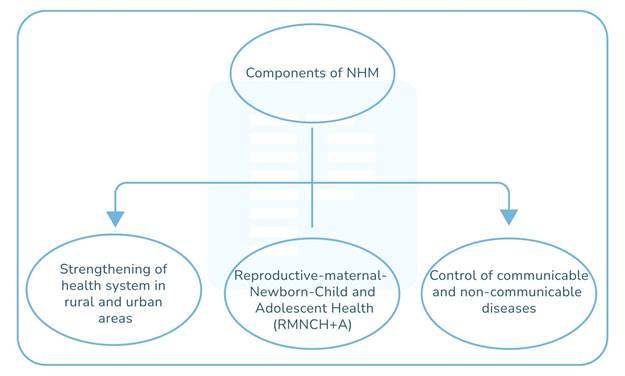 Components of NHM
Strengthening of
health system in
rural and urban
areas
Reproductive-maternal-
Newborn-Child and
Adolescent Health
(RMNCH+A)
Control of communicable
and non-communicable
diseases